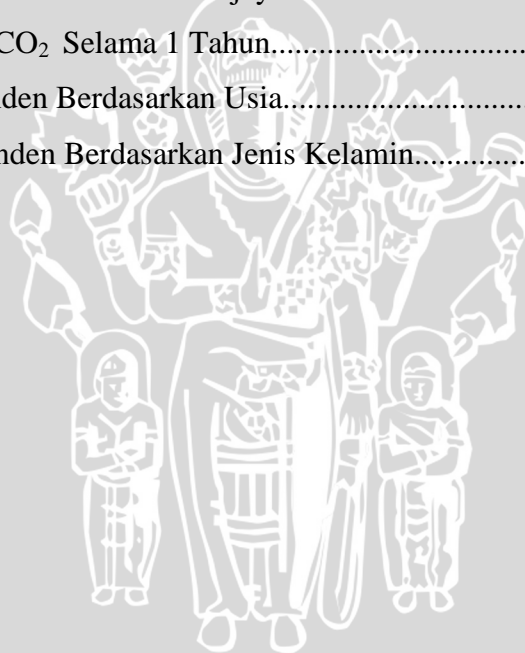 CO₂ Selama 1 Tahun..............................
nden Berdasarkan Usia..............................
nden Berdasarkan Jenis Kelamin..............